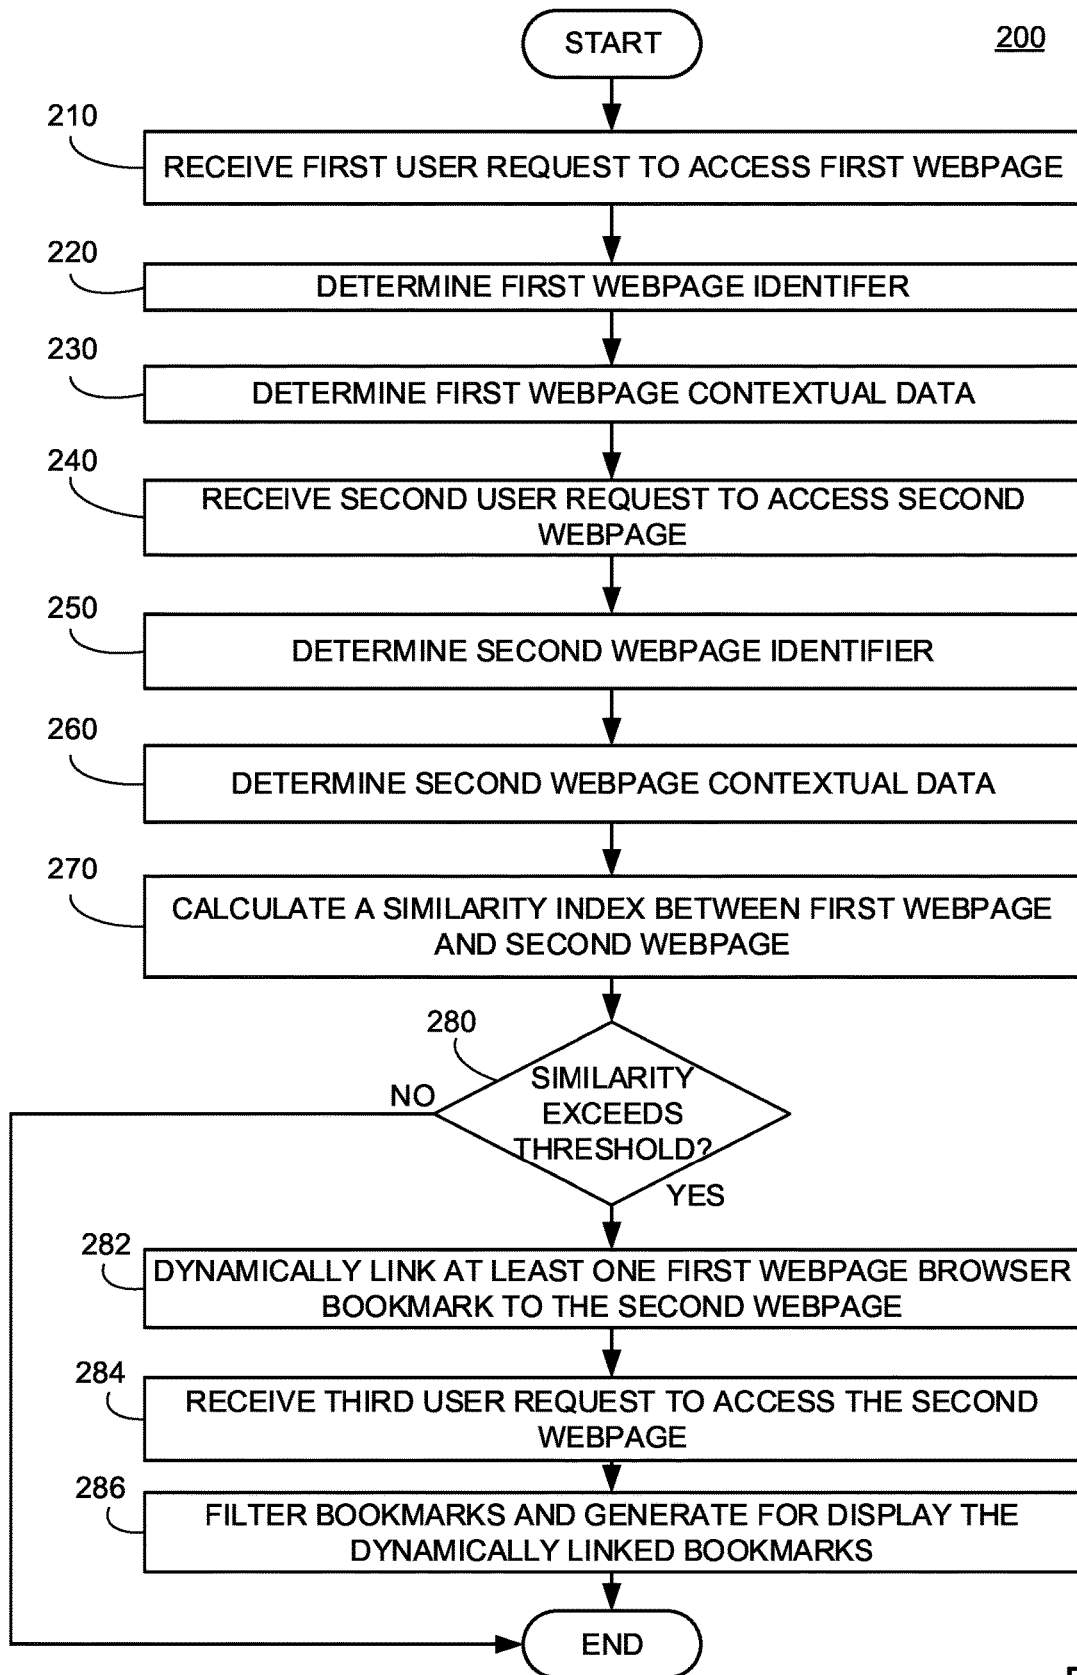 START
200
210
RECEIVE FIRST USER REQUEST TO ACCESS FIRST WEBPAGE
220
DETERMINE FIRST WEBPAGE IDENTIFER
230
DETERMINE FIRST WEBPAGE CONTEXTUAL DATA
240
RECEIVE SECOND USER REQUEST TO ACCESS SECOND
WEBPAGE
250
DETERMINE SECOND WEBPAGE IDENTIFIER
260
DETERMINE SECOND WEBPAGE CONTEXTUAL DATA
270
CALCULATE A SIMILARITY INDEX BETWEEN FIRST WEBPAGE
AND SECOND WEBPAGE
280
NO
SIMILARITY
EXCEEDS
THRESHOLD?
YES
282
DYNAMICALLY LINK AT LEAST ONE FIRST WEBPAGE BROWSER
BOOKMARK TO THE SECOND WEBPAGE
284
RECEIVE THIRD USER REQUEST TO ACCESS THE SECOND
WEBPAGE
286
FILTER BOOKMARKS AND GENERATE FOR DISPLAY THE
DYNAMICALLY LINKED BOOKMARKS
END